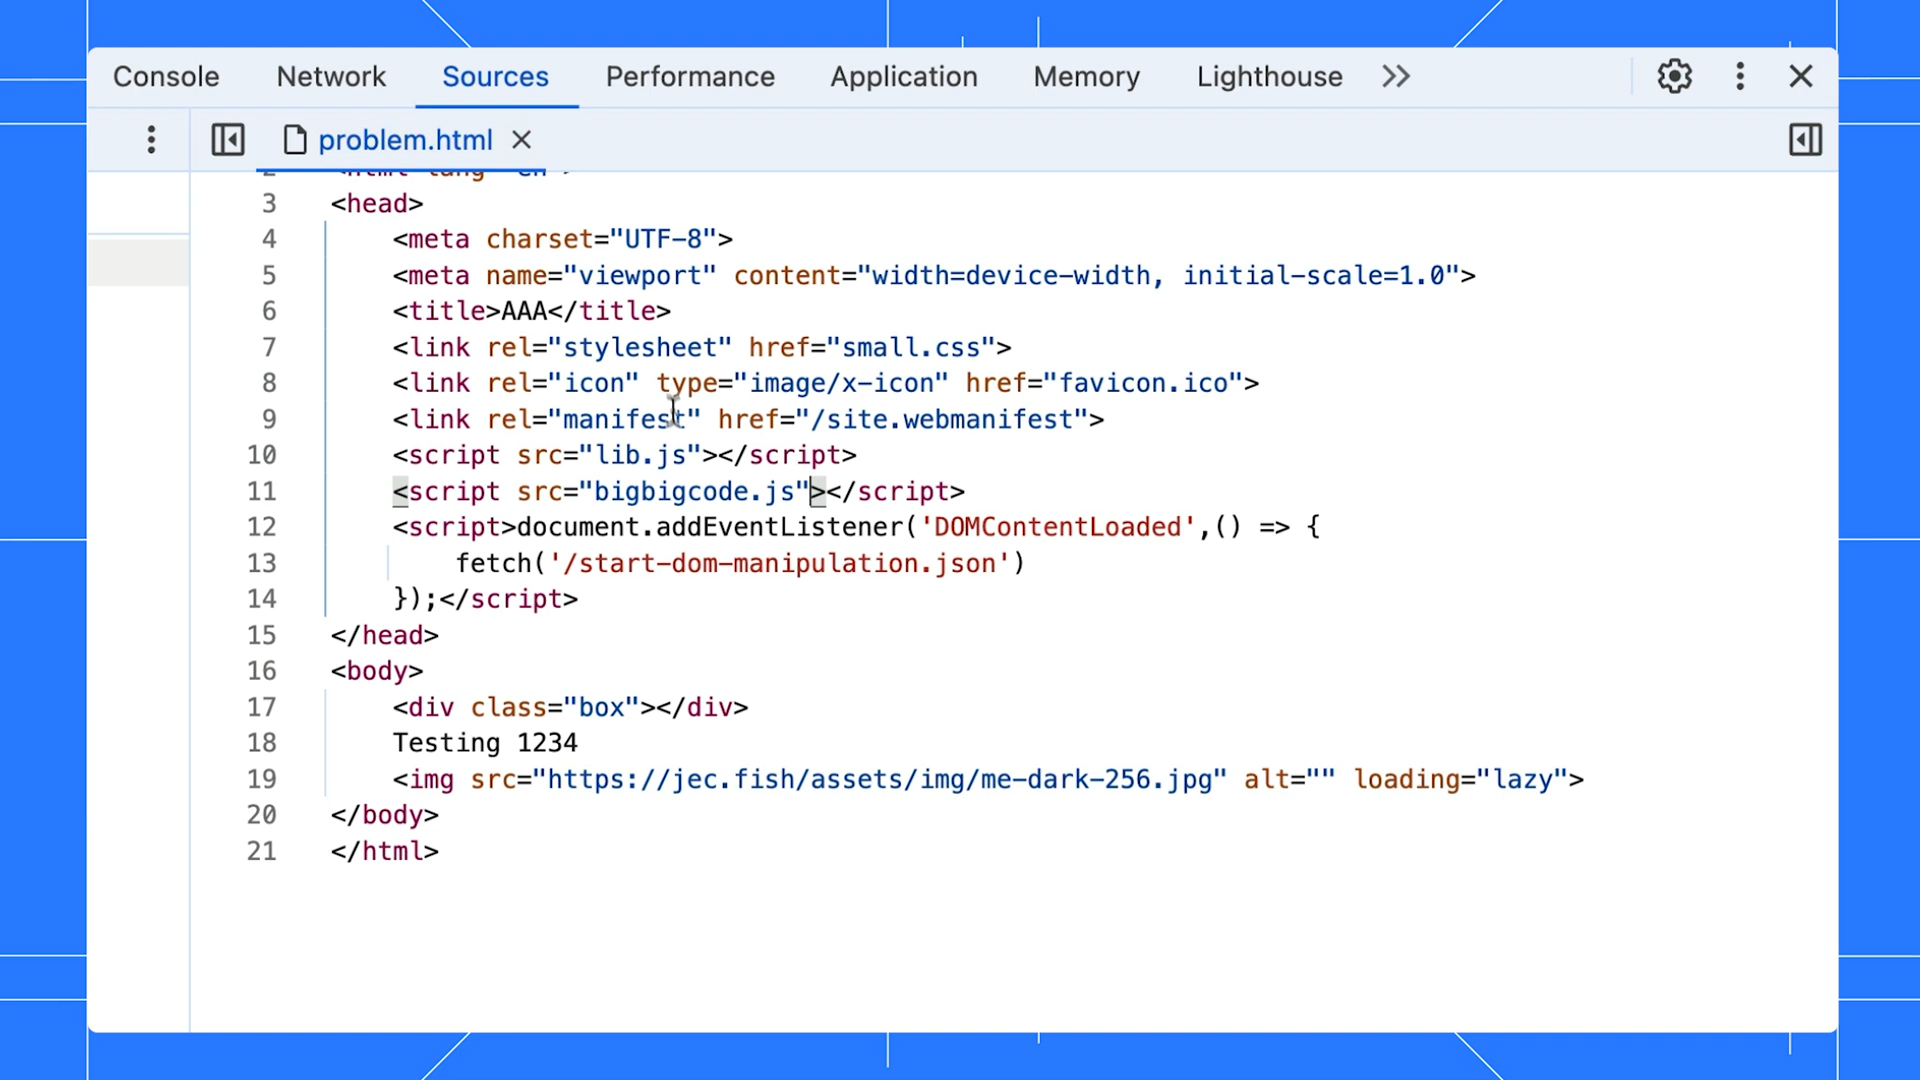 Console Network Sources Performance Application Memory Lighthouse
problem.html
3 <head>
4 <meta charset="UTF-8">
5 <meta name="viewport" content="width=device-width, initial-scale=1.0">
6 <title>AAA</title>
7 <link rel="stylesheet" href="small.css">
8 <link rel="icon" type="image/x-icon" href="favicon.ico">
9 <link rel="manifest" href="/site.webmanifest">
10 <script src="lib.js"></script>
11 <script src="bigbigcode.js"></script>
12 <script>document.addEventListener('DOMContentLoaded',() => {
13 fetch('/start-dom-manipulation.json')
14 });</script>
15 </head>
16 <body>
17 <div class="box"></div>
18 Testing 1234
19 <img src="https://jec.fish/assets/img/me-dark-256.jpg" alt="" loading="lazy">
20 </body>
21 </html>